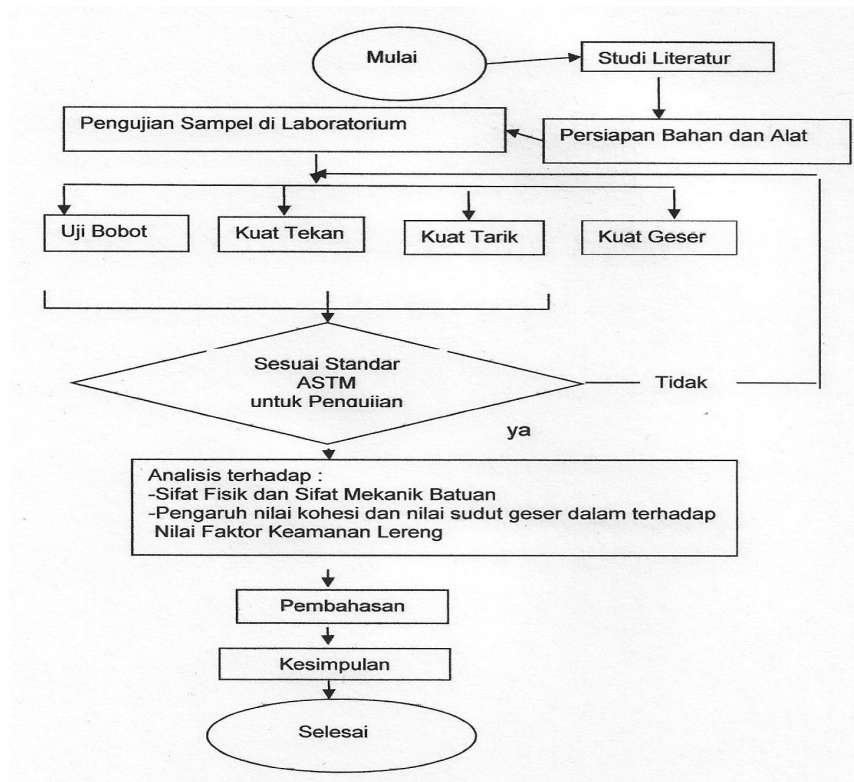 Mulai
Studi Literatur
Persiapan Bahan dan Alat
Pengujian Sampel di Laboratorium
Uji Bobot
Kuat Tekan
Kuat Tarik
Kuat Geser
Sesuai Standar
ASTM
untuk Pengujian
Tidak
ya
Analisis terhadap :
-Sifat Fisik dan Sifat Mekanik Batuan
-Pengaruh nilai kohesi dan nilai sudut geser dalam terhadap
Nilai Faktor Keamanan Lereng
Pembahasan
Kesimpulan
Selesai